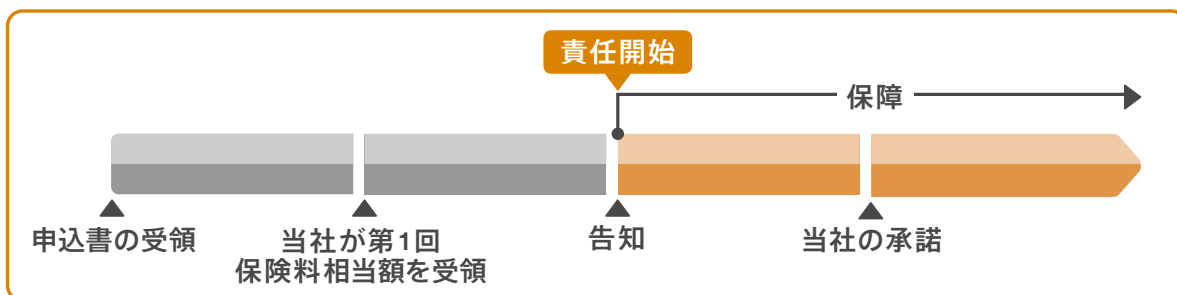 責任開始
保障
申込書の受領
当社が第1回
保険料相当額を受領
告知
当社の承諾